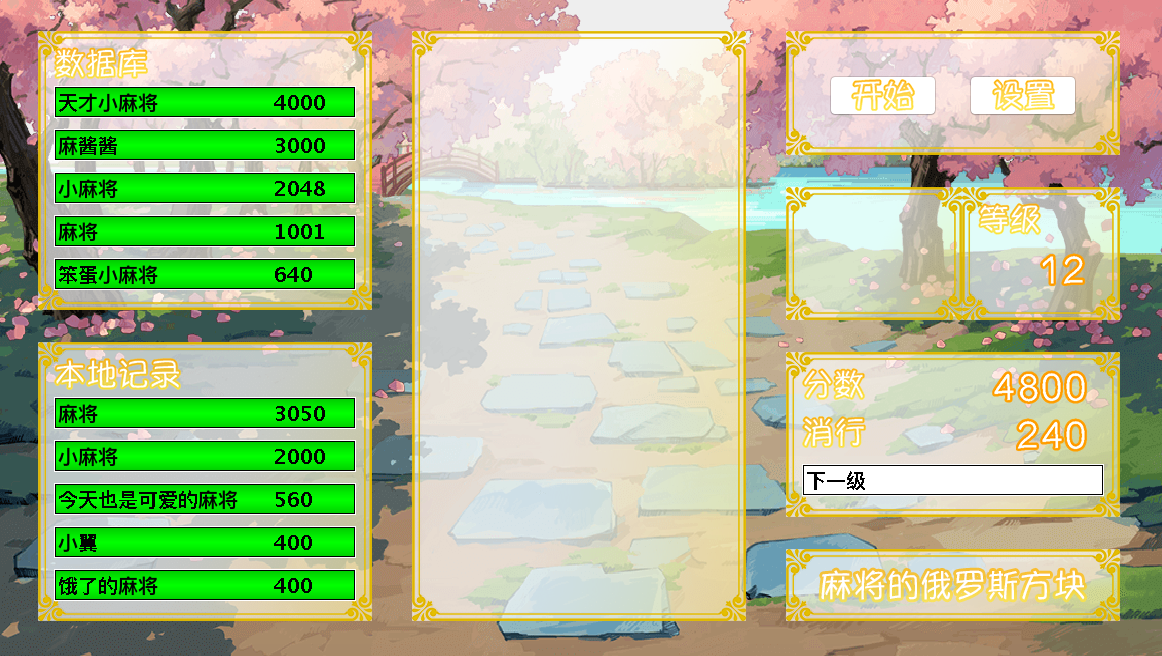 数据库
天才小麻将 4000
麻酱酱 3000
小麻将 2048
麻将 1001
笨蛋小麻将 640
本地记录
麻将 3050
小麻将 2000
今天也是可爱的麻将 560
小翼 400
饿了的麻将 400
开始 设置
等级
12
分数 4800
消行 240
下一级
麻将的俄罗斯方块